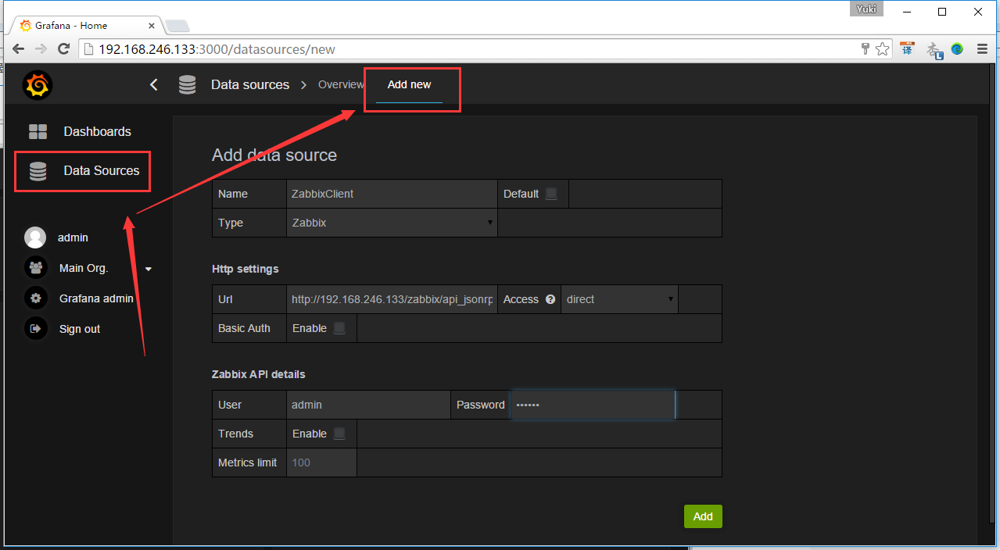 Yuki
Grafana - Home
192.168.246.133:3000/datasources/new
译
Data sources
Overview
Add new
Dashboards
Data Sources
admin
Main Org.
Grafana admin
Sign out
Add data source
Name ZabbixClient Default
Type Zabbix
Http settings
Url http://192.168.246.133/zabbix/api_jsonrp Access direct
Basic Auth Enable
Zabbix API details
User admin Password ••••••
Trends Enable
Metrics limit 100
Add